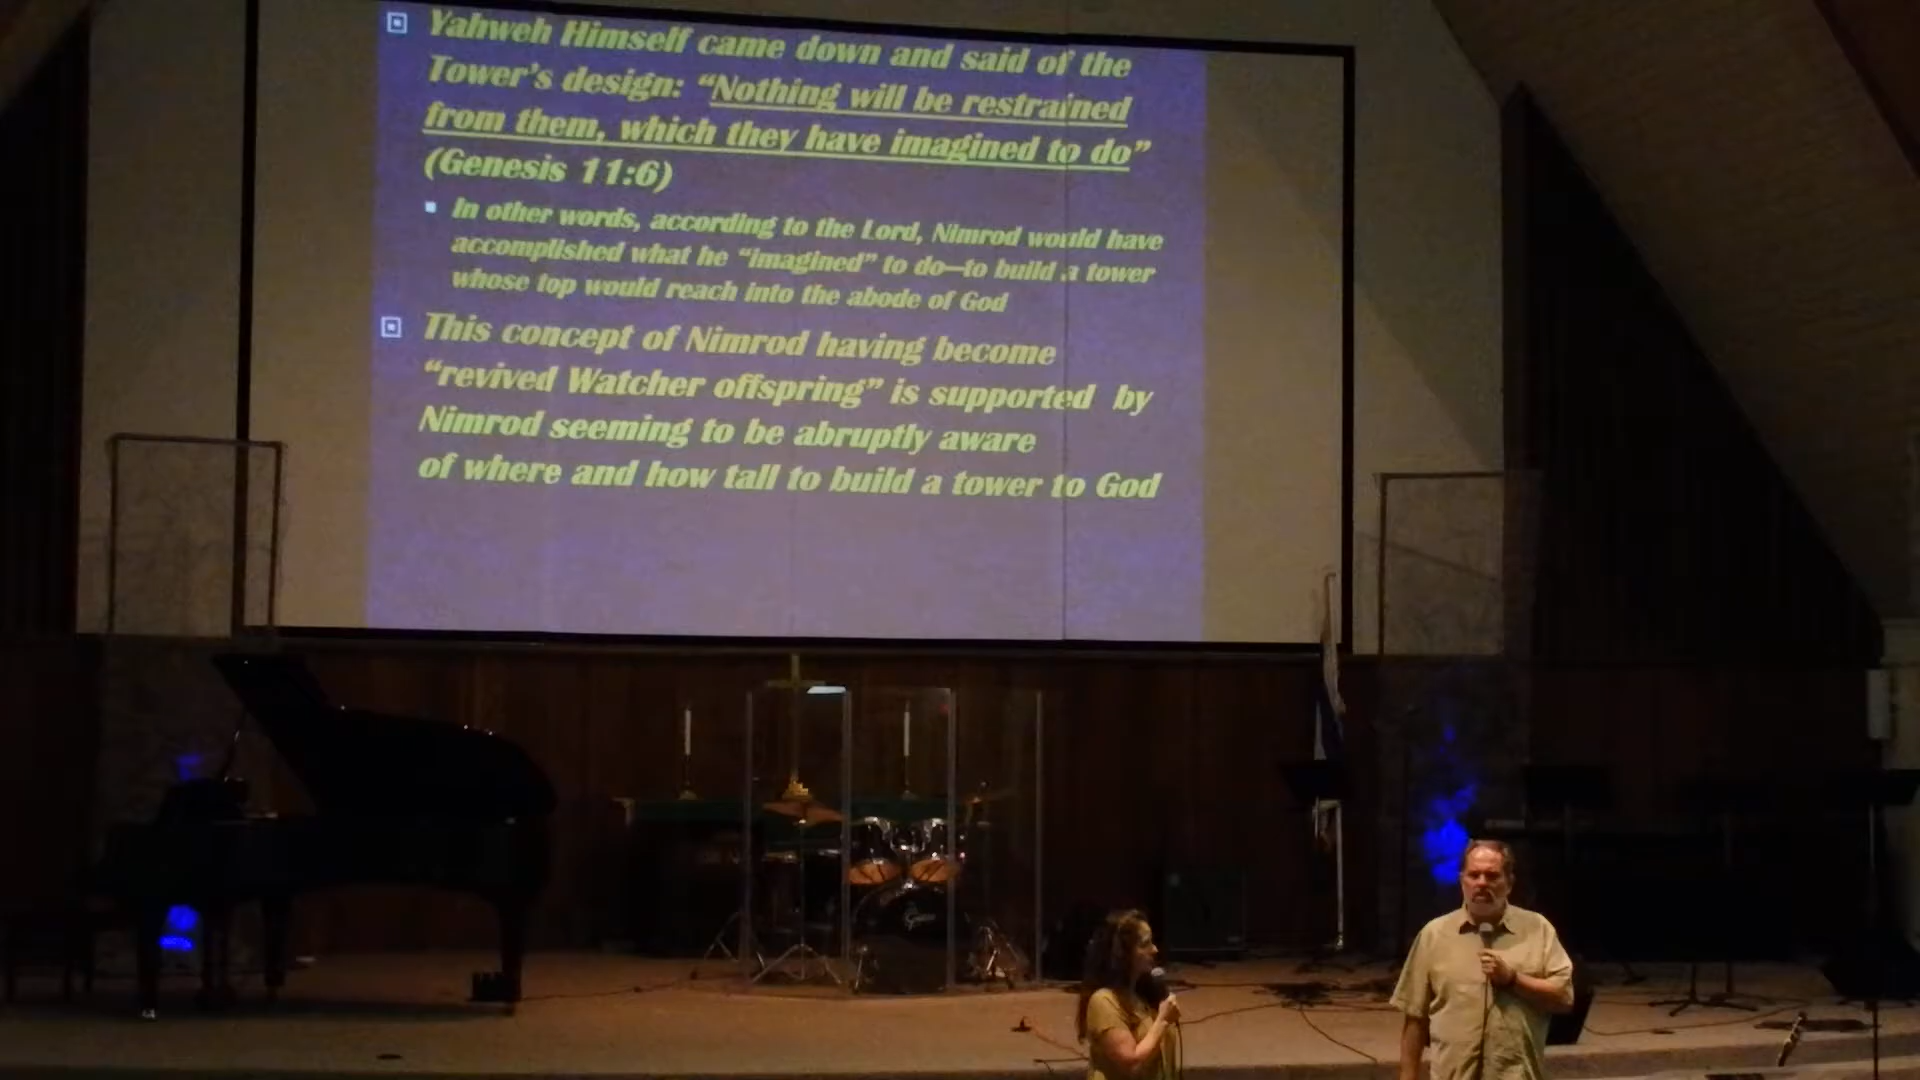 Yahweh Himself came down and said of the
Tower's design: “Nothing will be restrained
from them, which they have imagined to do”
(Genesis 11:6)
In other words, according to the Lord, Nimrod would have
accomplished what he “imagined” to do—to build a tower
whose top would reach into the abode of God
This concept of Nimrod having become
“revived Watcher offspring” is supported by
Nimrod seeming to be abruptly aware
of where and how tall to build a tower to God